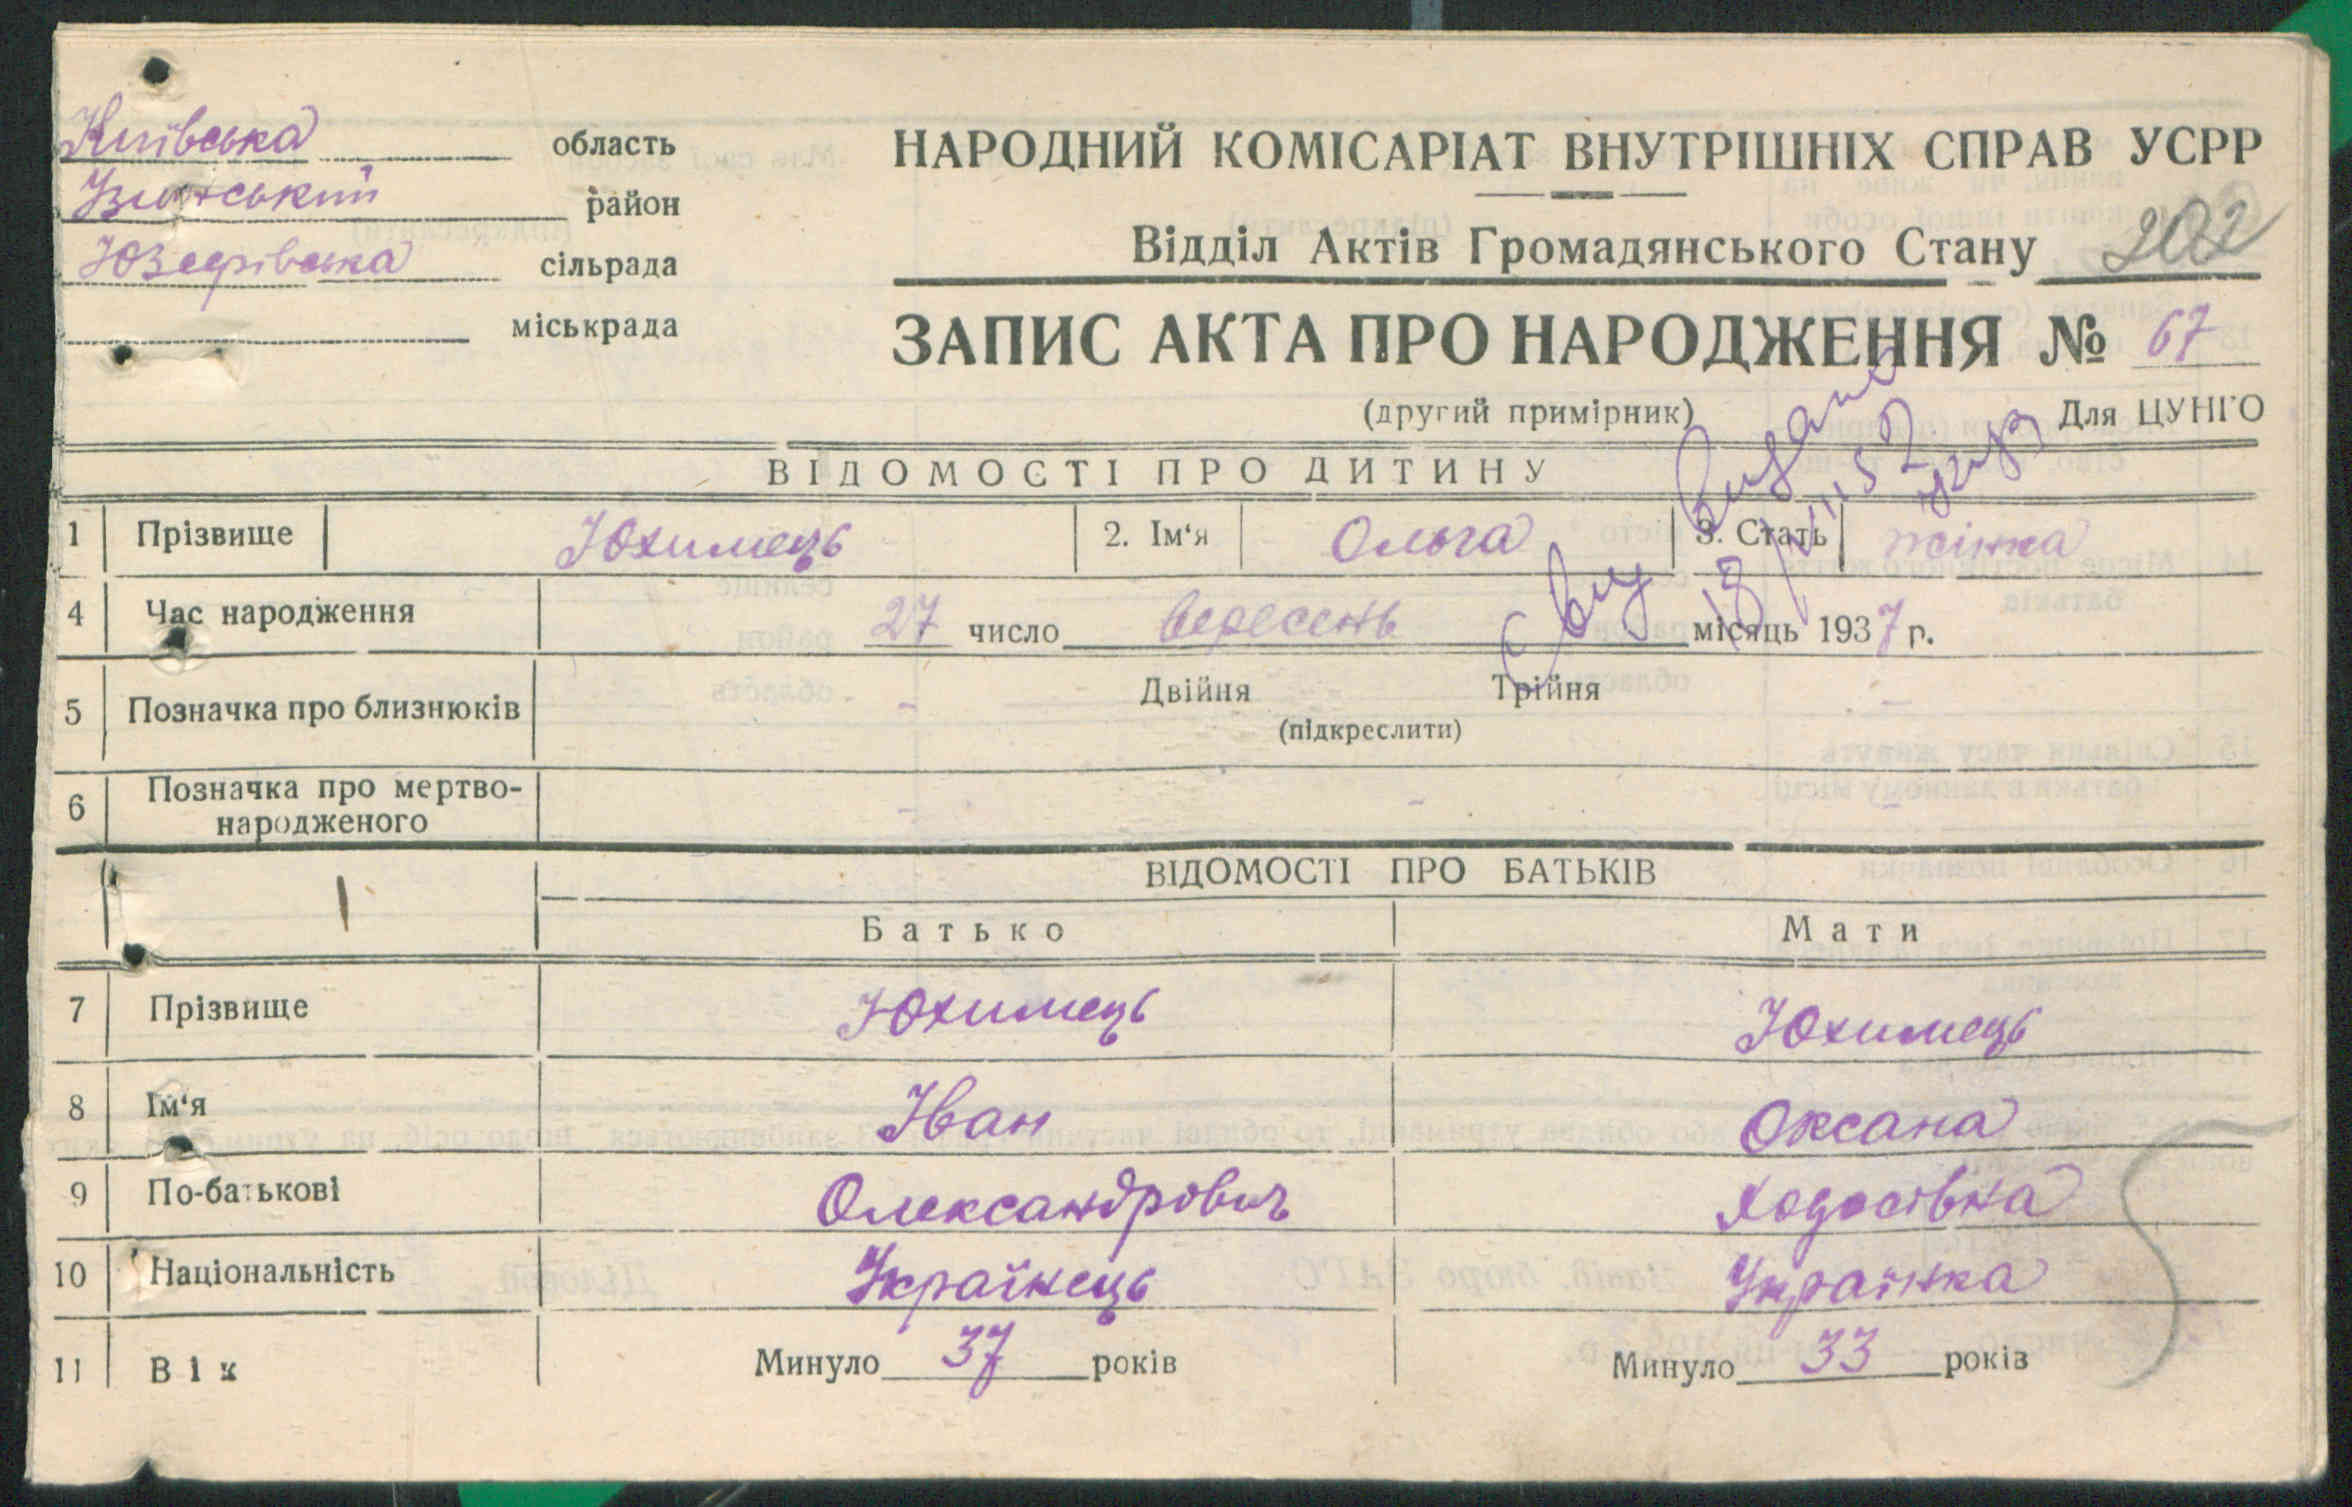 Київська область
Узинський район
Юзефівська сільрада
міськрада
НАРОДНИЙ КОМІСАРІАТ ВНУТРІШНІХ СПРАВ УСРР
Відділ Актів Громадянського Стану 202
ЗАПИС АКТА ПРО НАРОДЖЕННЯ № 67
(другий примірник) Для ЦУНГО
ВІДОМОСТІ ПРО ДИТИНУ
1 Прізвище Юхимець 2. Ім'я Ольга 3. Стать жінка
4 Час народження 27 число вересень місяць 1937 р.
5 Позначка про близнюків - Двійня Трійня
(підкреслити)
6 Позначка про мертво-
народженого - -
ВІДОМОСТІ ПРО БАТЬКІВ
Батько Мати
7 Прізвище Юхимець Юхимець
8 Ім'я Іван Оксана
9 По-батькові Олександрович Ходосівна
10 Національність Українець Українка
11 Вік Минуло 37 років Минуло 33 років